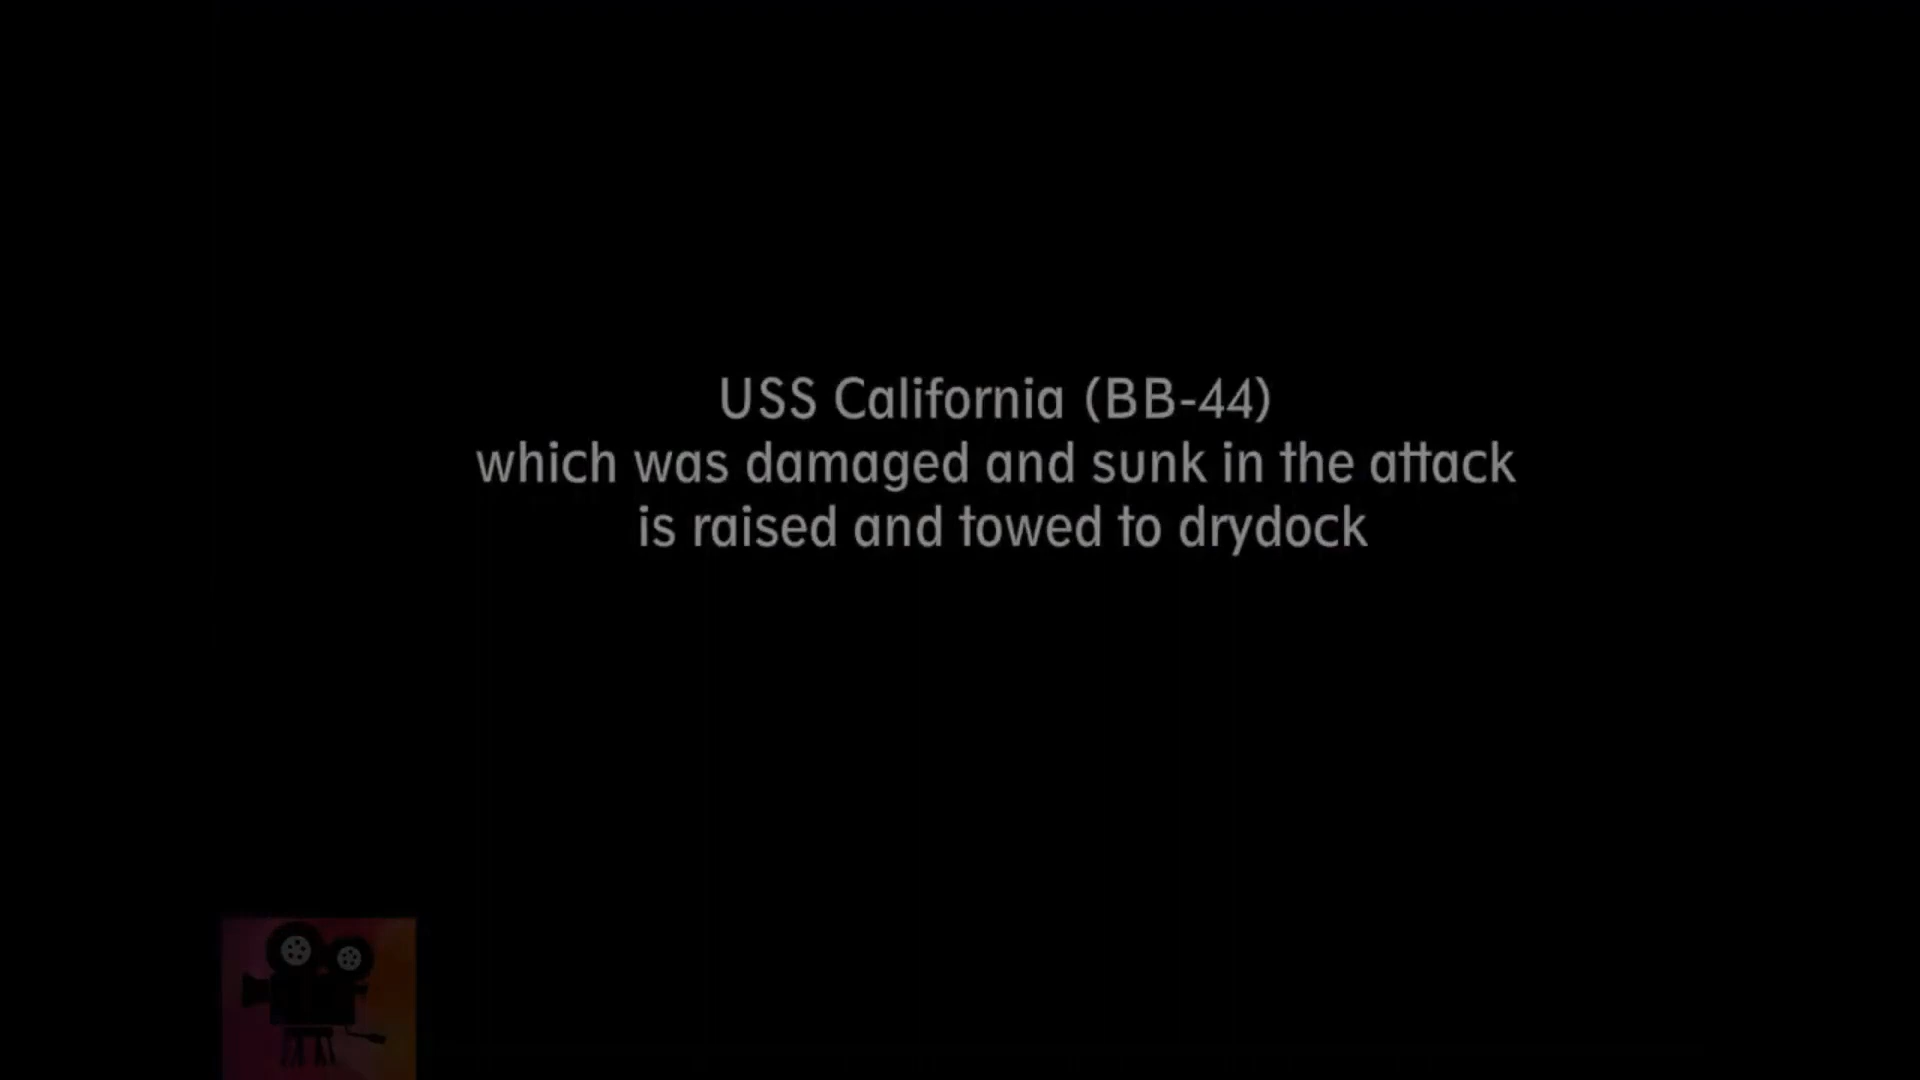 USS California (BB-44)
which was damaged and sunk in the attack
is raised and towed to drydock